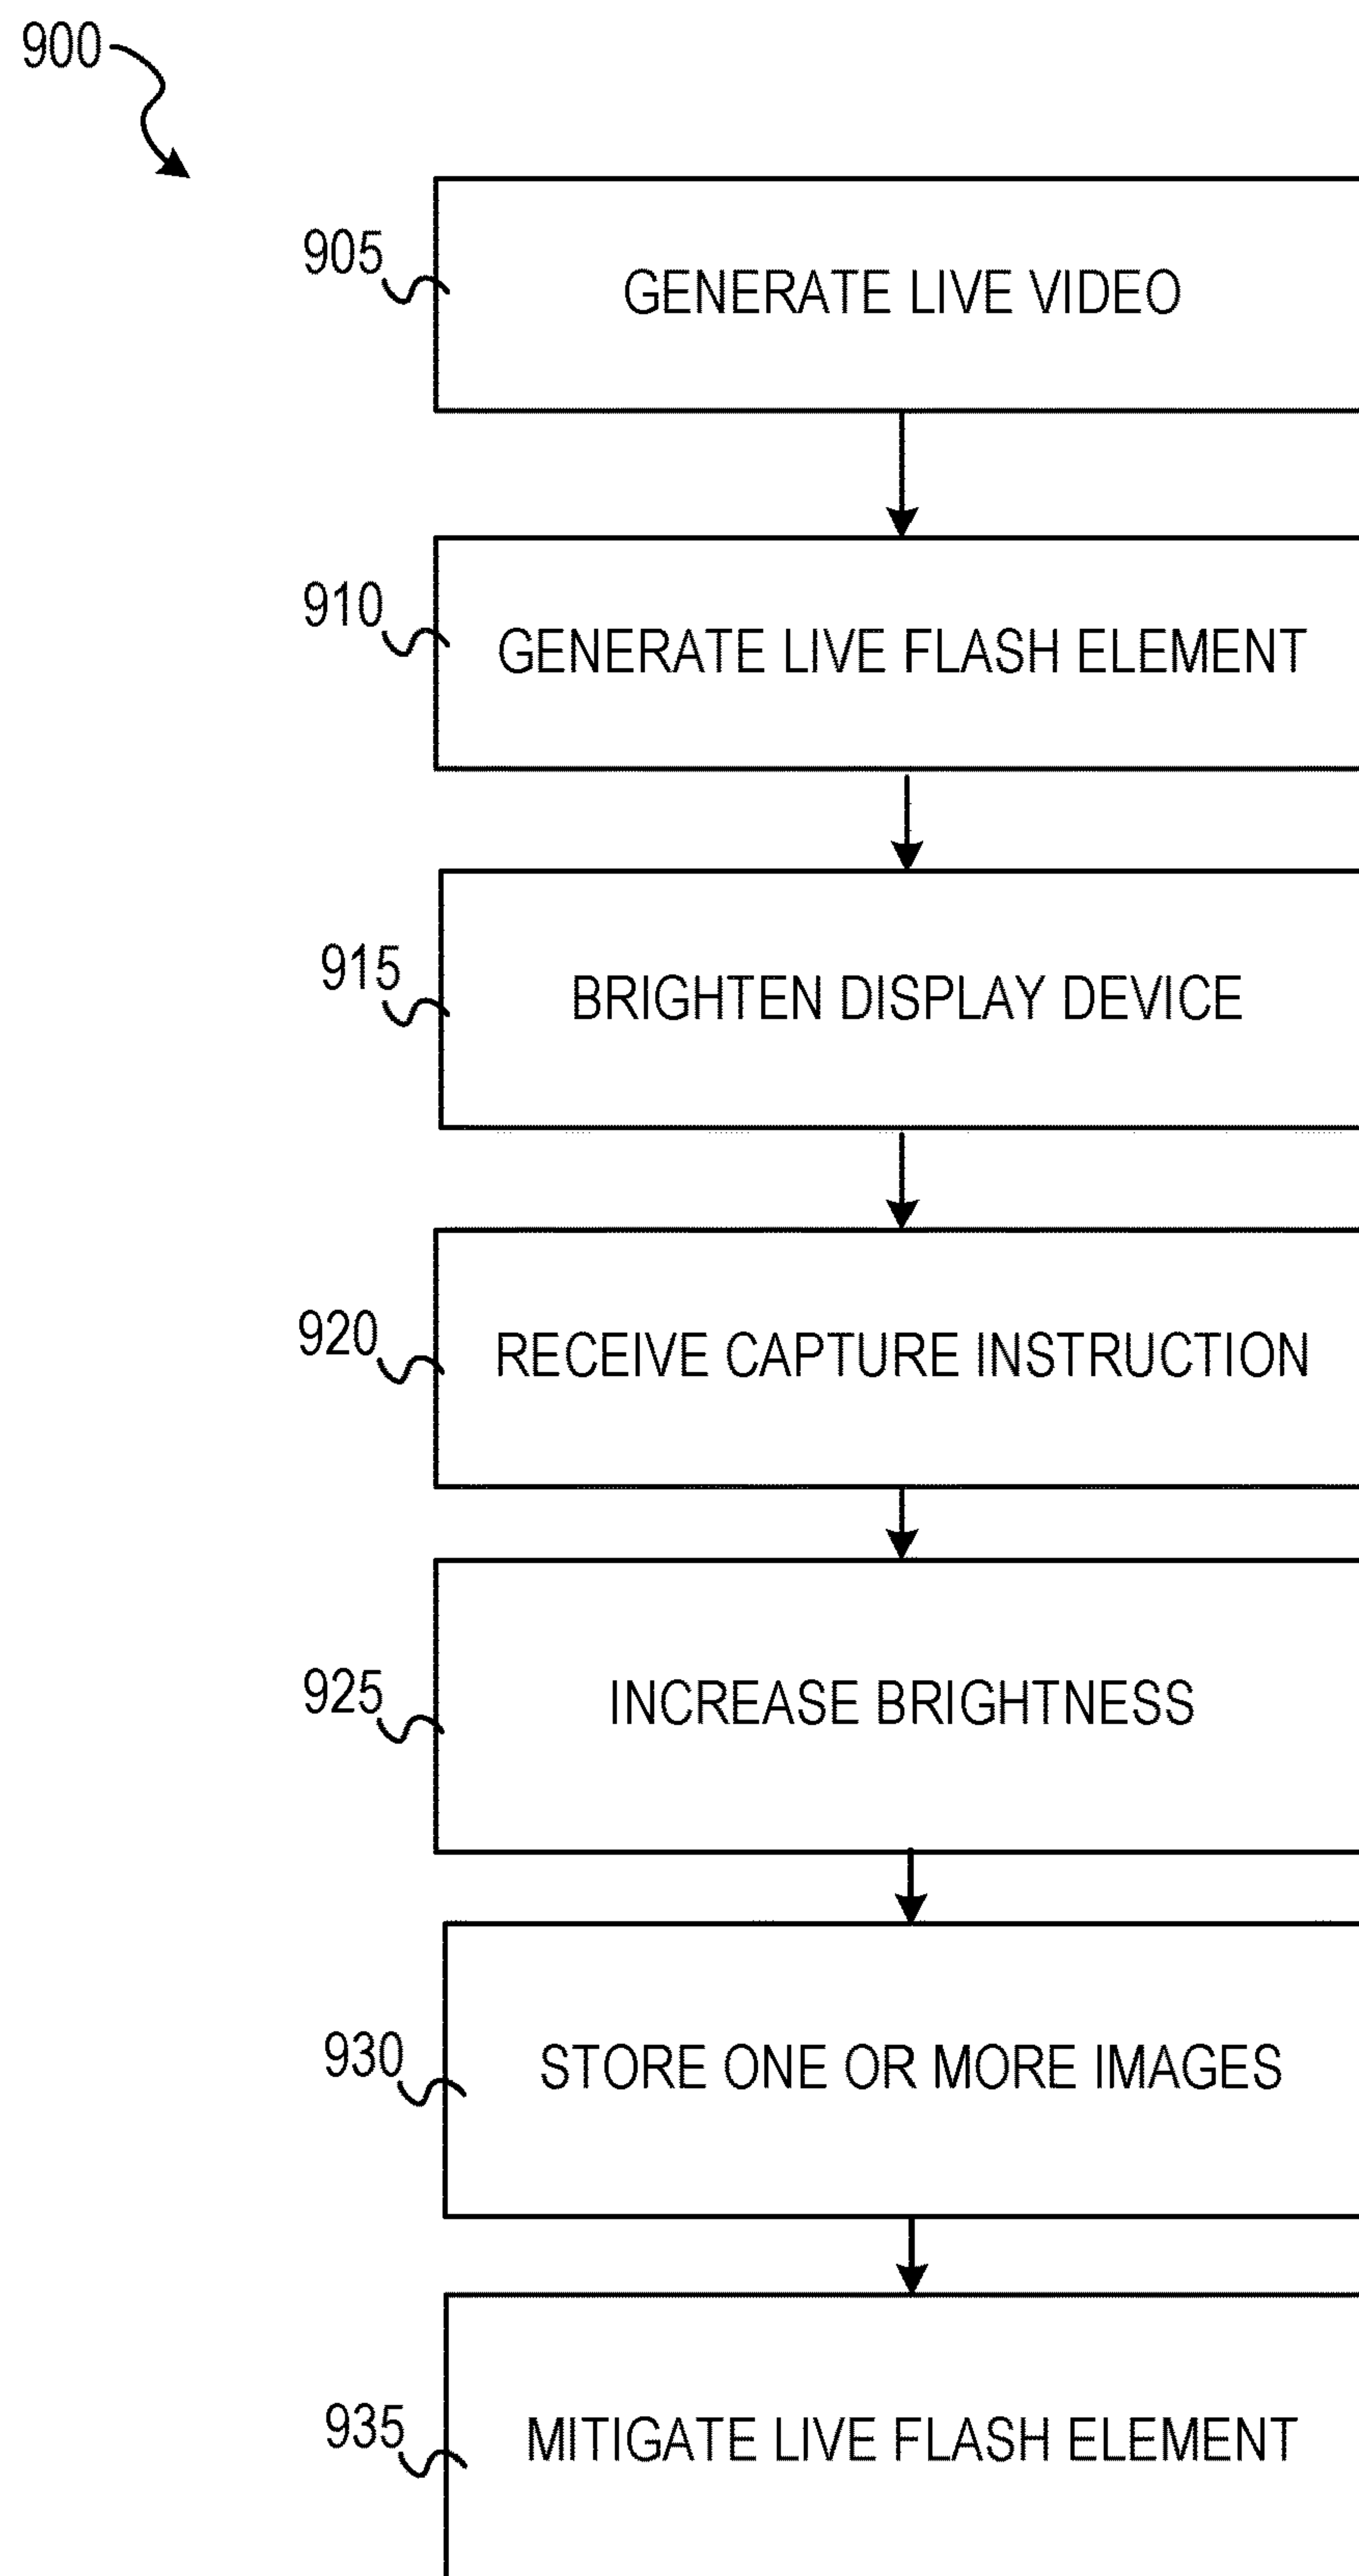 900
905
GENERATE LIVE VIDEO
910
GENERATE LIVE FLASH ELEMENT
915
BRIGHTEN DISPLAY DEVICE
920
RECEIVE CAPTURE INSTRUCTION
925
INCREASE BRIGHTNESS
930
STORE ONE OR MORE IMAGES
935
MITIGATE LIVE FLASH ELEMENT